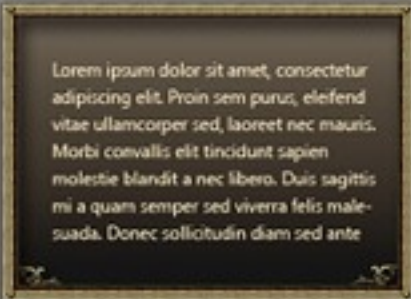 Lorem ipsum dolor sit amet, consectetur
adipiscing elit. Proin sem purus, eleifend
vitae ullamcorper sed, laoreet nec mauris.
Morbi convallis elit tincidunt sapien
molestie blandit a nec libero. Duis sagittis
mi a quam semper sed viverra felis male-
suada. Donec sollicitudin diam sed ante